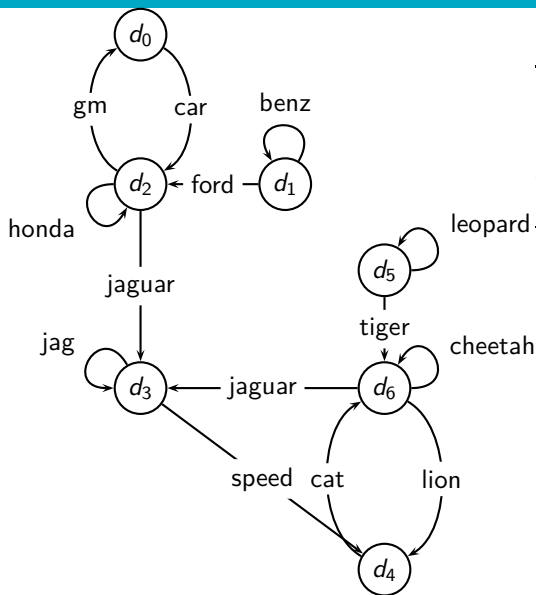 d0
gm
car
benz
d2
ford
d1
honda
leopard
d5
jaguar
tiger
jag
cheetah
d3
jaguar
d6
speed
cat
lion
d4